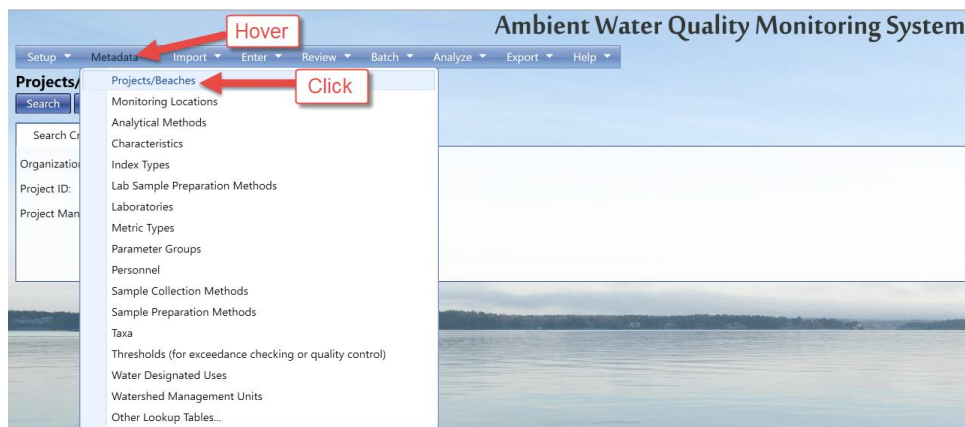 Ambient Water Quality Monitoring System
Hover
Setup Metadata Import Enter Review Batch Analyze Export Help
Projects/
Projects/Beaches
Click
Search
Monitoring Locations
Analytical Methods
Search Cr
Characteristics
Organization
Index Types
Project ID:
Lab Sample Preparation Methods
Laboratories
Project Man
Metric Types
Parameter Groups
Personnel
Sample Collection Methods
Sample Preparation Methods
Taxa
Thresholds (for exceedance checking or quality control)
Water Designated Uses
Watershed Management Units
Other Lookup Tables...